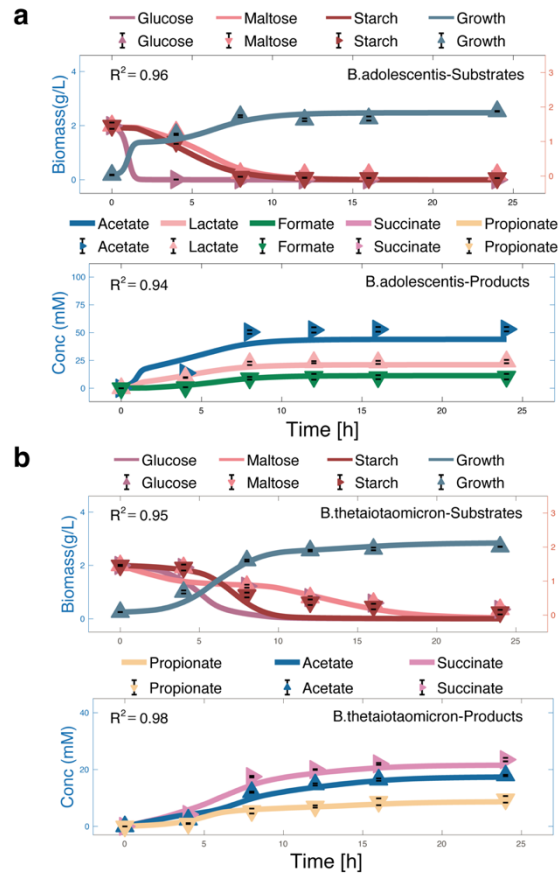 a
Glucose Maltose Starch Growth
Glucose Maltose Starch Growth
R²=0.96 B.adolescentis-Substrates
Biomass(g/L)
4
2
0
3
2
1
0
0 5 10 15 20 25
Acetate Lactate Formate Succinate Propionate
Acetate Lactate Formate Succinate Propionate
R²=0.94 B.adolescentis-Products
Conc (mM)
100
75
50
25
0
0 5 10 15 20 25
Time [h]
b
Glucose Maltose Starch Growth
Glucose Maltose Starch Growth
R²=0.95 B.thetaiotaomicron-Substrates
Biomass(g/L)
4
2
0
3
2
1
0
0 5 10 15 20 25
Propionate Acetate Succinate
Propionate Acetate Succinate
R²=0.98 B.thetaiotaomicron-Products
Conc (mM)
40
20
0
0 5 10 15 20 25
Time [h]